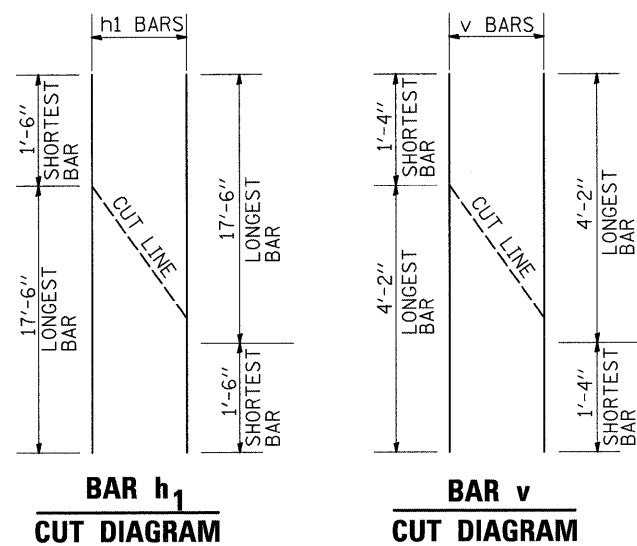 h1 BARS
1'-6"
SHORTEST
BAR
17'-6"
LONGEST
BAR
CUT LINE
17'-6"
LONGEST
BAR
1'-6"
SHORTEST
BAR
BAR h1
CUT DIAGRAM
v BARS
1'-4"
SHORTEST
BAR
4'-2"
LONGEST
BAR
CUT LINE
4'-2"
LONGEST
BAR
1'-4"
SHORTEST
BAR
BAR v
CUT DIAGRAM